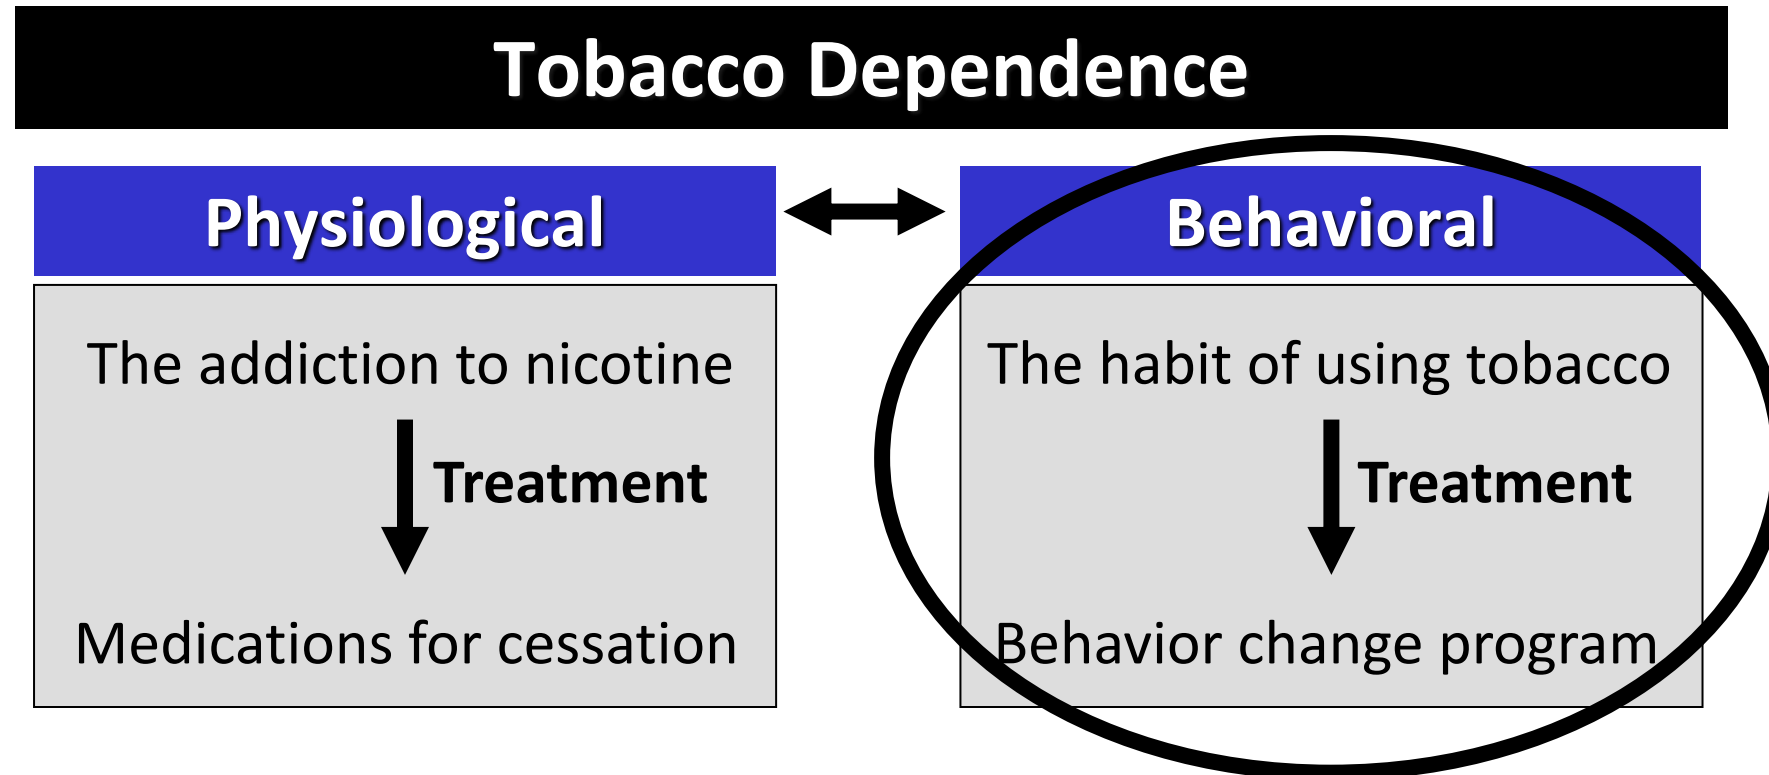 Tobacco Dependence
Physiological
The addiction to nicotine
Treatment
Medications for cessation
Behavioral
The habit of using tobacco
Treatment
Behavior change program